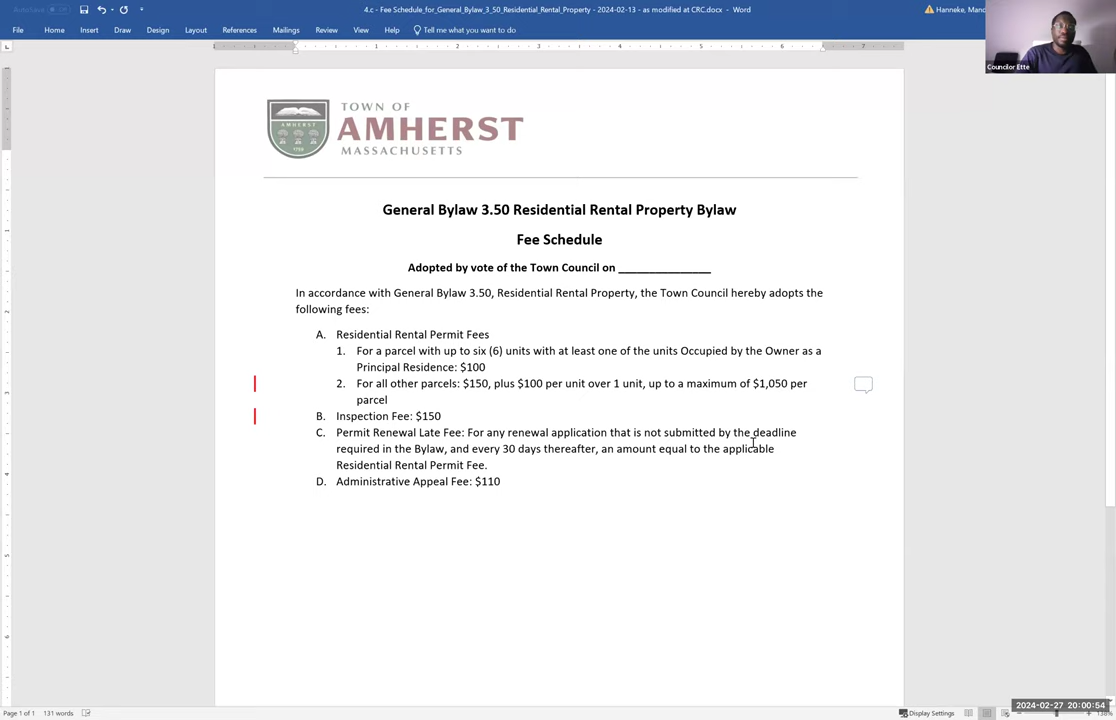 4.c - Fee Schedule_for_General_Bylaw_3_50_Residential_Rental_Property - 2024-02-13 - as modified at CRC.docx - Word
Hanneke, Manc
File Home Insert Draw Design Layout References Mailings Review View Help Tell me what you want to do
Councilor Ette
TOWN OF
AMHERST
MASSACHUSETTS
General Bylaw 3.50 Residential Rental Property Bylaw
Fee Schedule
Adopted by vote of the Town Council on _______________
In accordance with General Bylaw 3.50, Residential Rental Property, the Town Council hereby adopts the
following fees:
A. Residential Rental Permit Fees
1. For a parcel with up to six (6) units with at least one of the units Occupied by the Owner as a
Principal Residence: $100
2. For all other parcels: $150, plus $100 per unit over 1 unit, up to a maximum of $1,050 per
parcel
B. Inspection Fee: $150
C. Permit Renewal Late Fee: For any renewal application that is not submitted by the deadline
required in the Bylaw, and every 30 days thereafter, an amount equal to the applicable
Residential Rental Permit Fee.
D. Administrative Appeal Fee: $110
Page 1 of 1 131 words
Display Settings
2024-02-27 20:00:54